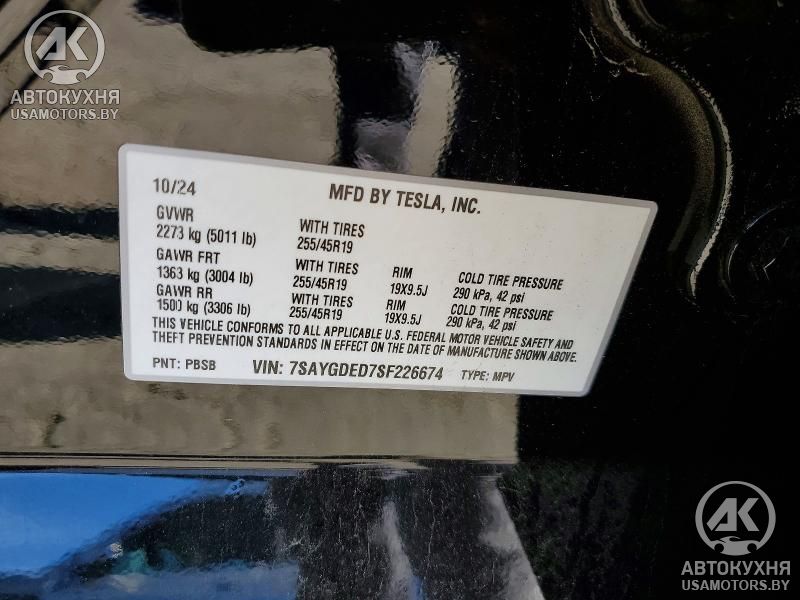 АК
АВТОКУХНЯ
USAMOTORS.BY
10/24 MFD BY TESLA, INC.
GVWR
2273 kg (5011 lb) WITH TIRES 255/45R19
GAWR FRT
1363 kg (3004 lb) WITH TIRES 255/45R19 RIM 19X9.5J COLD TIRE PRESSURE 290 kPa, 42 psi
GAWR RR
1500 kg (3306 lb) WITH TIRES 255/45R19 RIM 19X9.5J COLD TIRE PRESSURE 290 kPa, 42 psi
THIS VEHICLE CONFORMS TO ALL APPLICABLE U.S. FEDERAL MOTOR VEHICLE SAFETY AND
THEFT PREVENTION STANDARDS IN EFFECT ON THE DATE OF MANUFACTURE SHOWN ABOVE.
PNT: PBSB VIN: 7SAYGDED7SF226674 TYPE: MPV
АК
АВТОКУХНЯ
USAMOTORS.BY